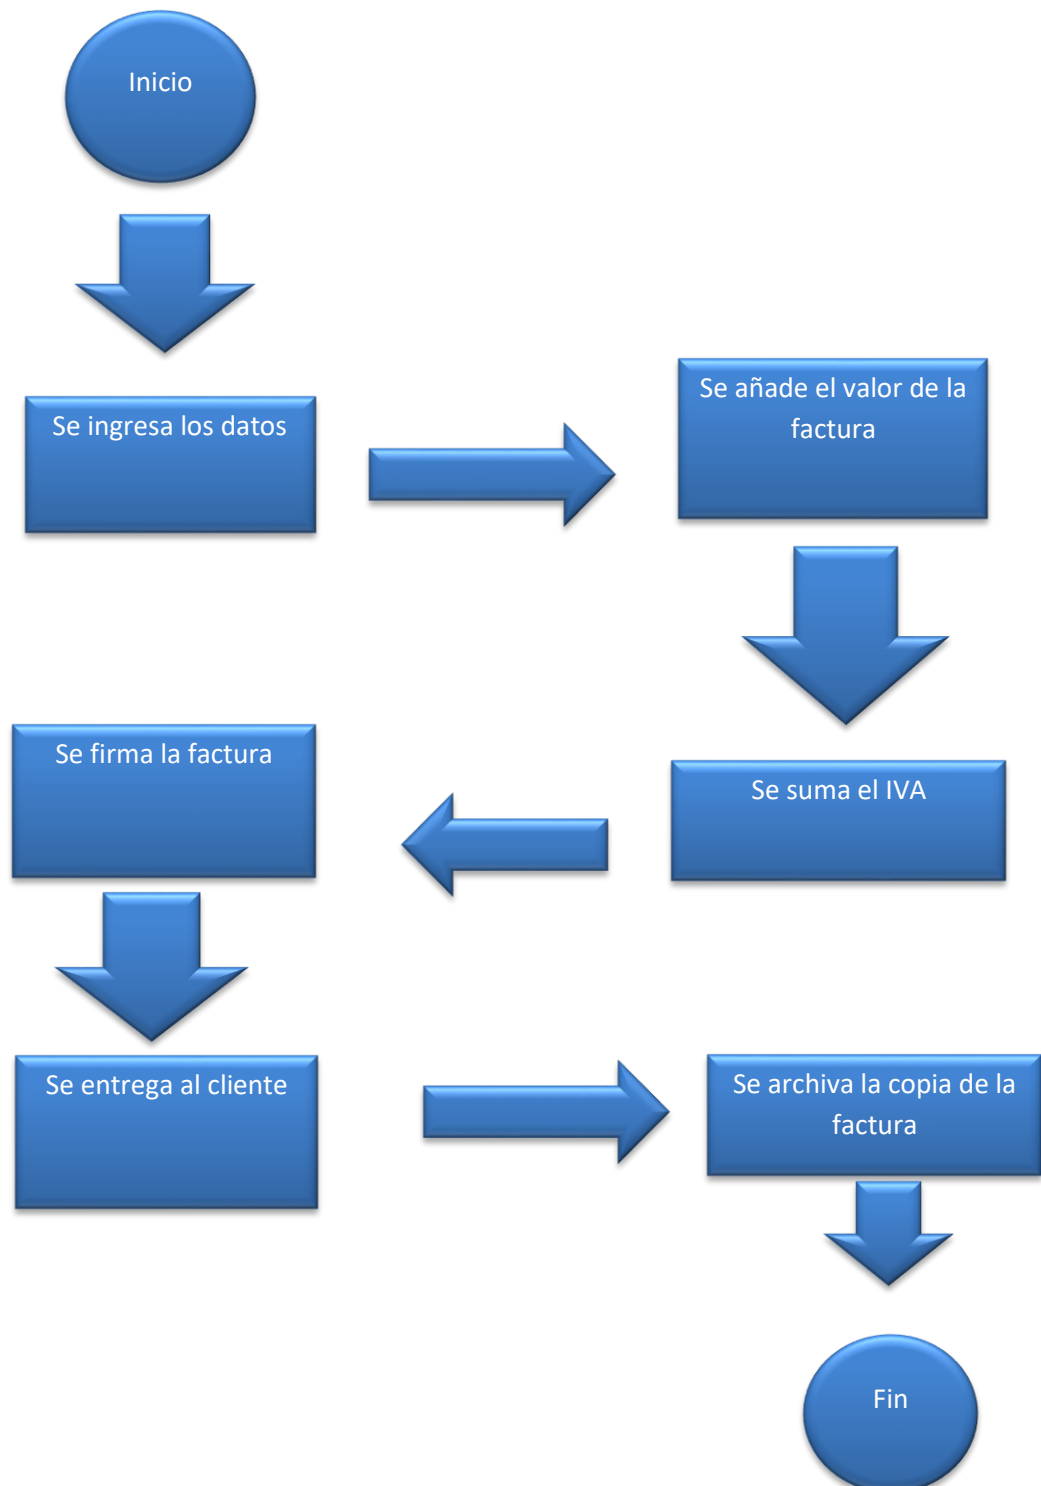 Inicio
Se ingresa los datos
Se añade el valor de la
factura
Se suma el IVA
Se firma la factura
Se entrega al cliente
Se archiva la copia de la
factura
Fin